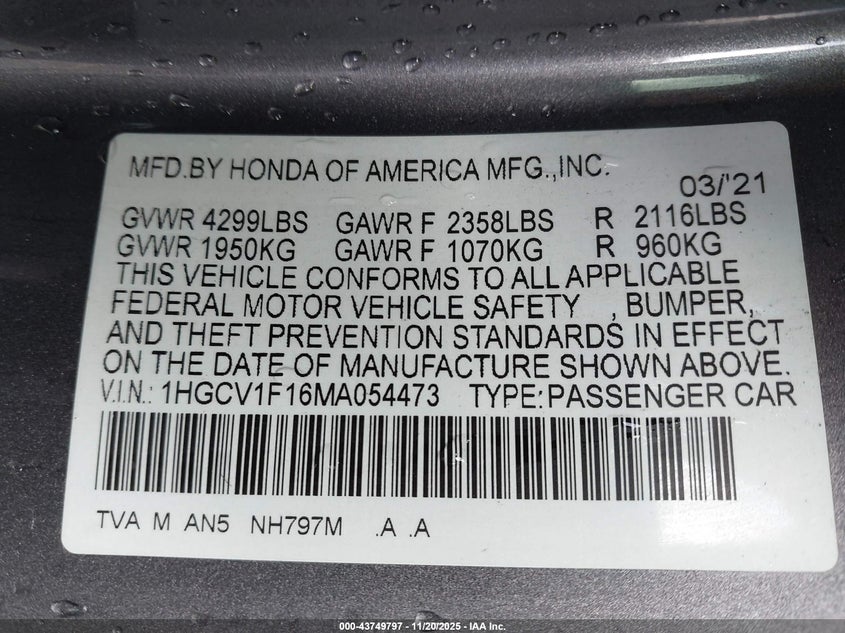 MFD.BY HONDA OF AMERICA MFG.,INC.
03/'21
GVWR 4299LBS GAWR F 2358LBS R 2116LBS
GVWR 1950KG GAWR F 1070KG R 960KG
THIS VEHICLE CONFORMS TO ALL APPLICABLE
FEDERAL MOTOR VEHICLE SAFETY , BUMPER,
AND THEFT PREVENTION STANDARDS IN EFFECT
ON THE DATE OF MANUFACTURE SHOWN ABOVE.
V.I.N.: 1HGCV1F16MA054473 TYPE:PASSENGER CAR
TVA M AN5 NH797M .A .A
000-43749797 - 11/20/2025 - IAA Inc.